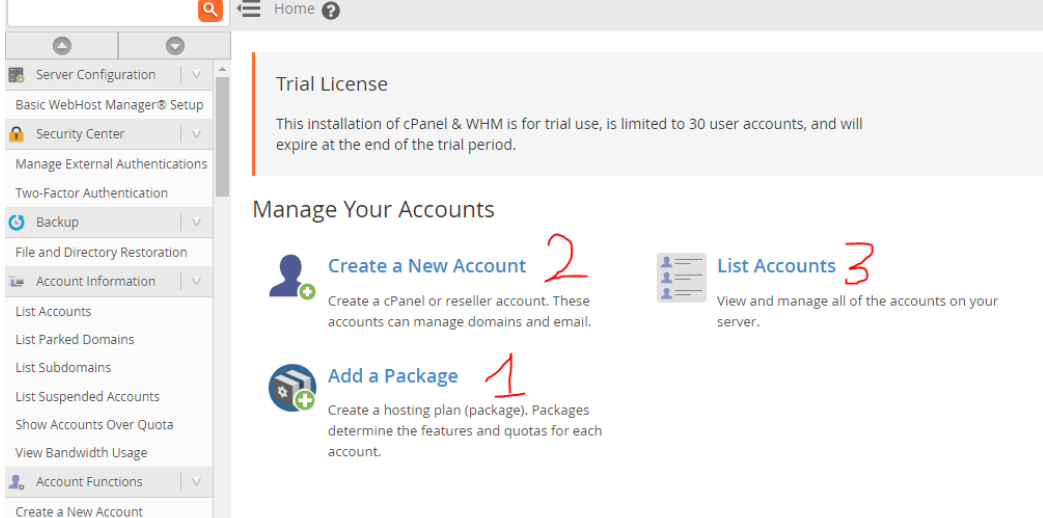 Home
Server Configuration
Basic WebHost Manager® Setup
Security Center
Manage External Authentications
Two-Factor Authentication
Backup
File and Directory Restoration
Account Information
List Accounts
List Parked Domains
List Subdomains
List Suspended Accounts
Show Accounts Over Quota
View Bandwidth Usage
Account Functions
Create a New Account
Trial License
This installation of cPanel & WHM is for trial use, is limited to 30 user accounts, and will
expire at the end of the trial period.
Manage Your Accounts
Create a New Account 2
Create a cPanel or reseller account. These
accounts can manage domains and email.
List Accounts 3
View and manage all of the accounts on your
server.
Add a Package 1
Create a hosting plan (package). Packages
determine the features and quotas for each
account.